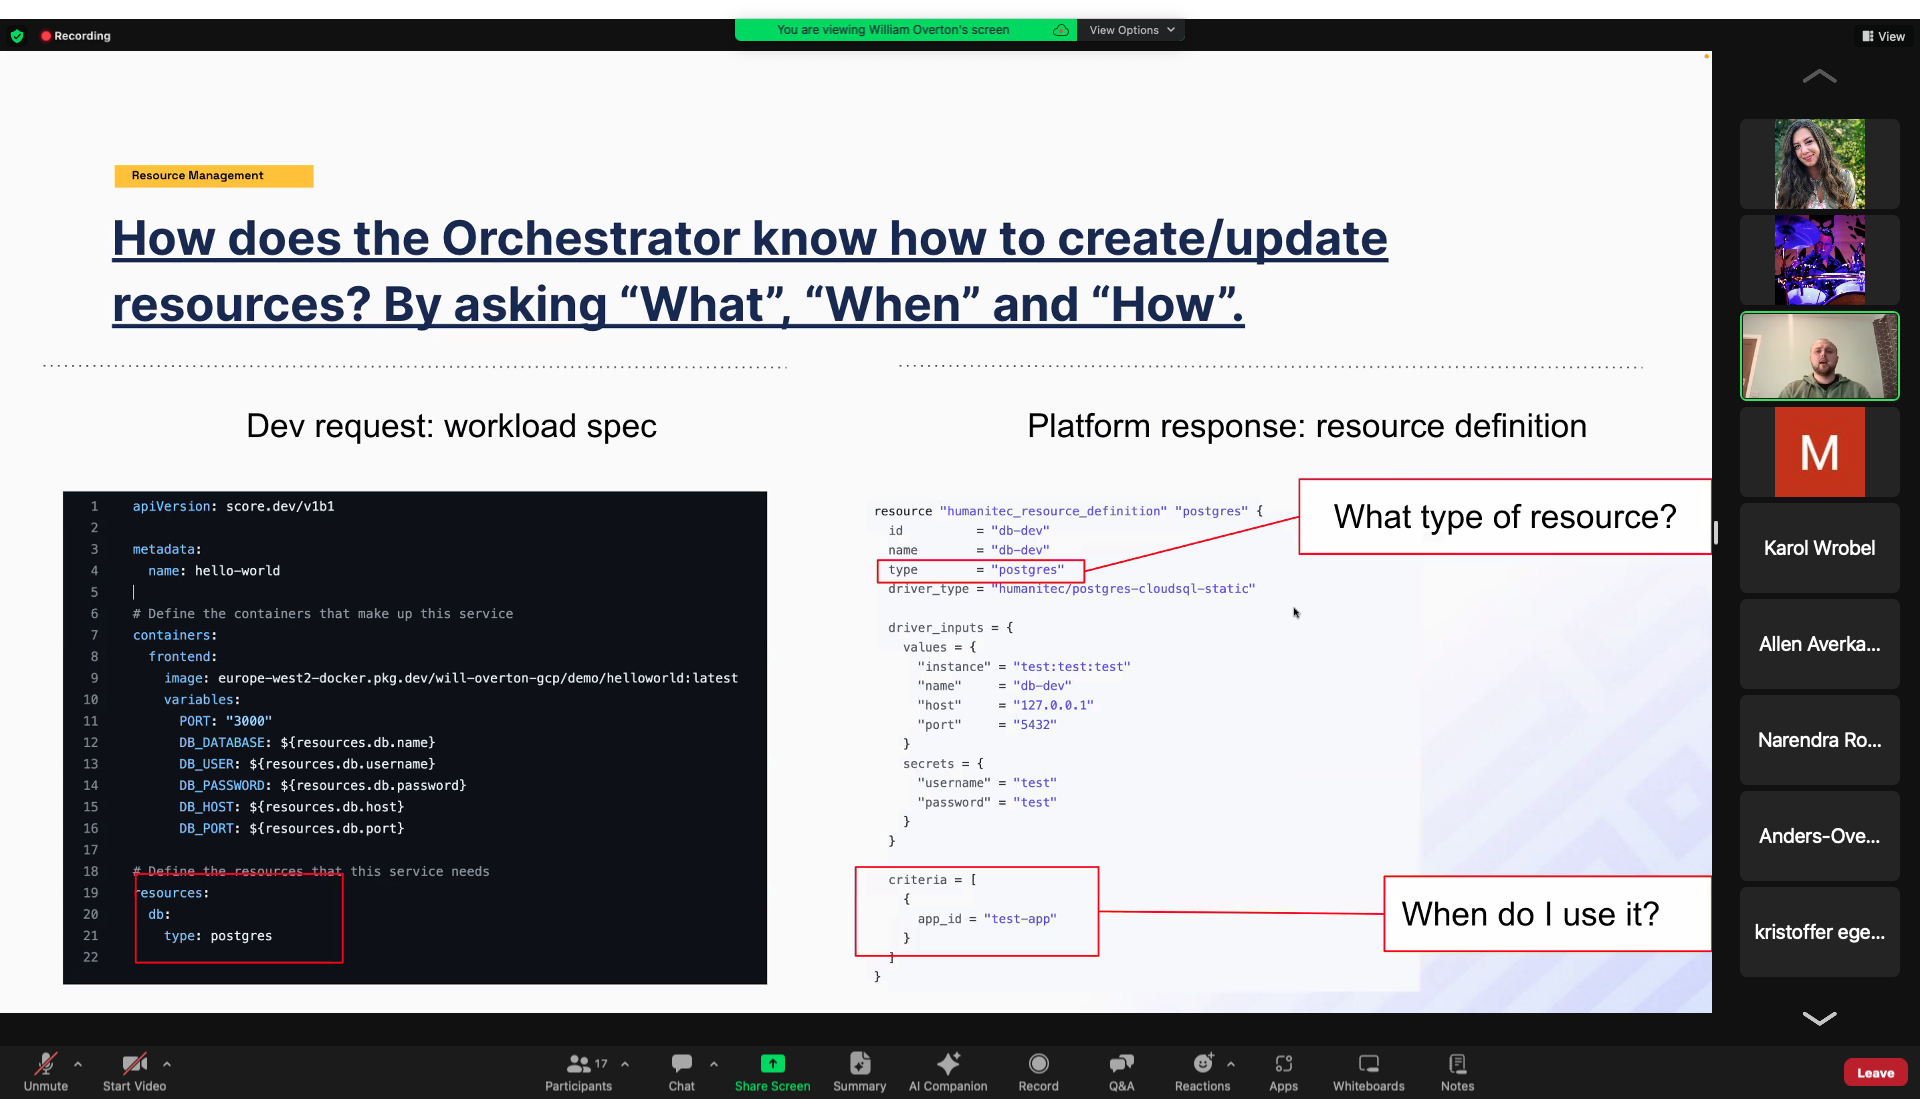 Recording
You are viewing William Overton's screen
View Options
View
Resource Management
How does the Orchestrator know how to create/update
resources? By asking “What”, “When” and “How”.
Dev request: workload spec
1 apiVersion: score.dev/v1b1
2
3 metadata:
4 name: hello-world
5
6 # Define the containers that make up this service
7 containers:
8 frontend:
9 image: europe-west2-docker.pkg.dev/will-overton-gcp/demo/helloworld:latest
10 variables:
11 PORT: "3000"
12 DB_DATABASE: ${resources.db.name}
13 DB_USER: ${resources.db.username}
14 DB_PASSWORD: ${resources.db.password}
15 DB_HOST: ${resources.db.host}
16 DB_PORT: ${resources.db.port}
17
18 # Define the resources that this service needs
19 resources:
20 db:
21 type: postgres
22
Platform response: resource definition
resource "humanitec_resource_definition" "postgres" {
id = "db-dev"
name = "db-dev"
type = "postgres"
driver_type = "humanitec/postgres-cloudsql-static"
driver_inputs = {
values = {
"instance" = "test:test:test"
"name" = "db-dev"
"host" = "127.0.0.1"
"port" = "5432"
}
secrets = {
"username" = "test"
"password" = "test"
}
}
criteria = [
{
app_id = "test-app"
}
]
}
What type of resource?
When do I use it?
M
Karol Wrobel
Allen Averka...
Narendra Ro...
Anders-Ove...
kristoffer ege...
Unmute
Start Video
17
Participants
Chat
Share Screen
Summary
AI Companion
Record
Q&A
Reactions
Apps
Whiteboards
Notes
Leave